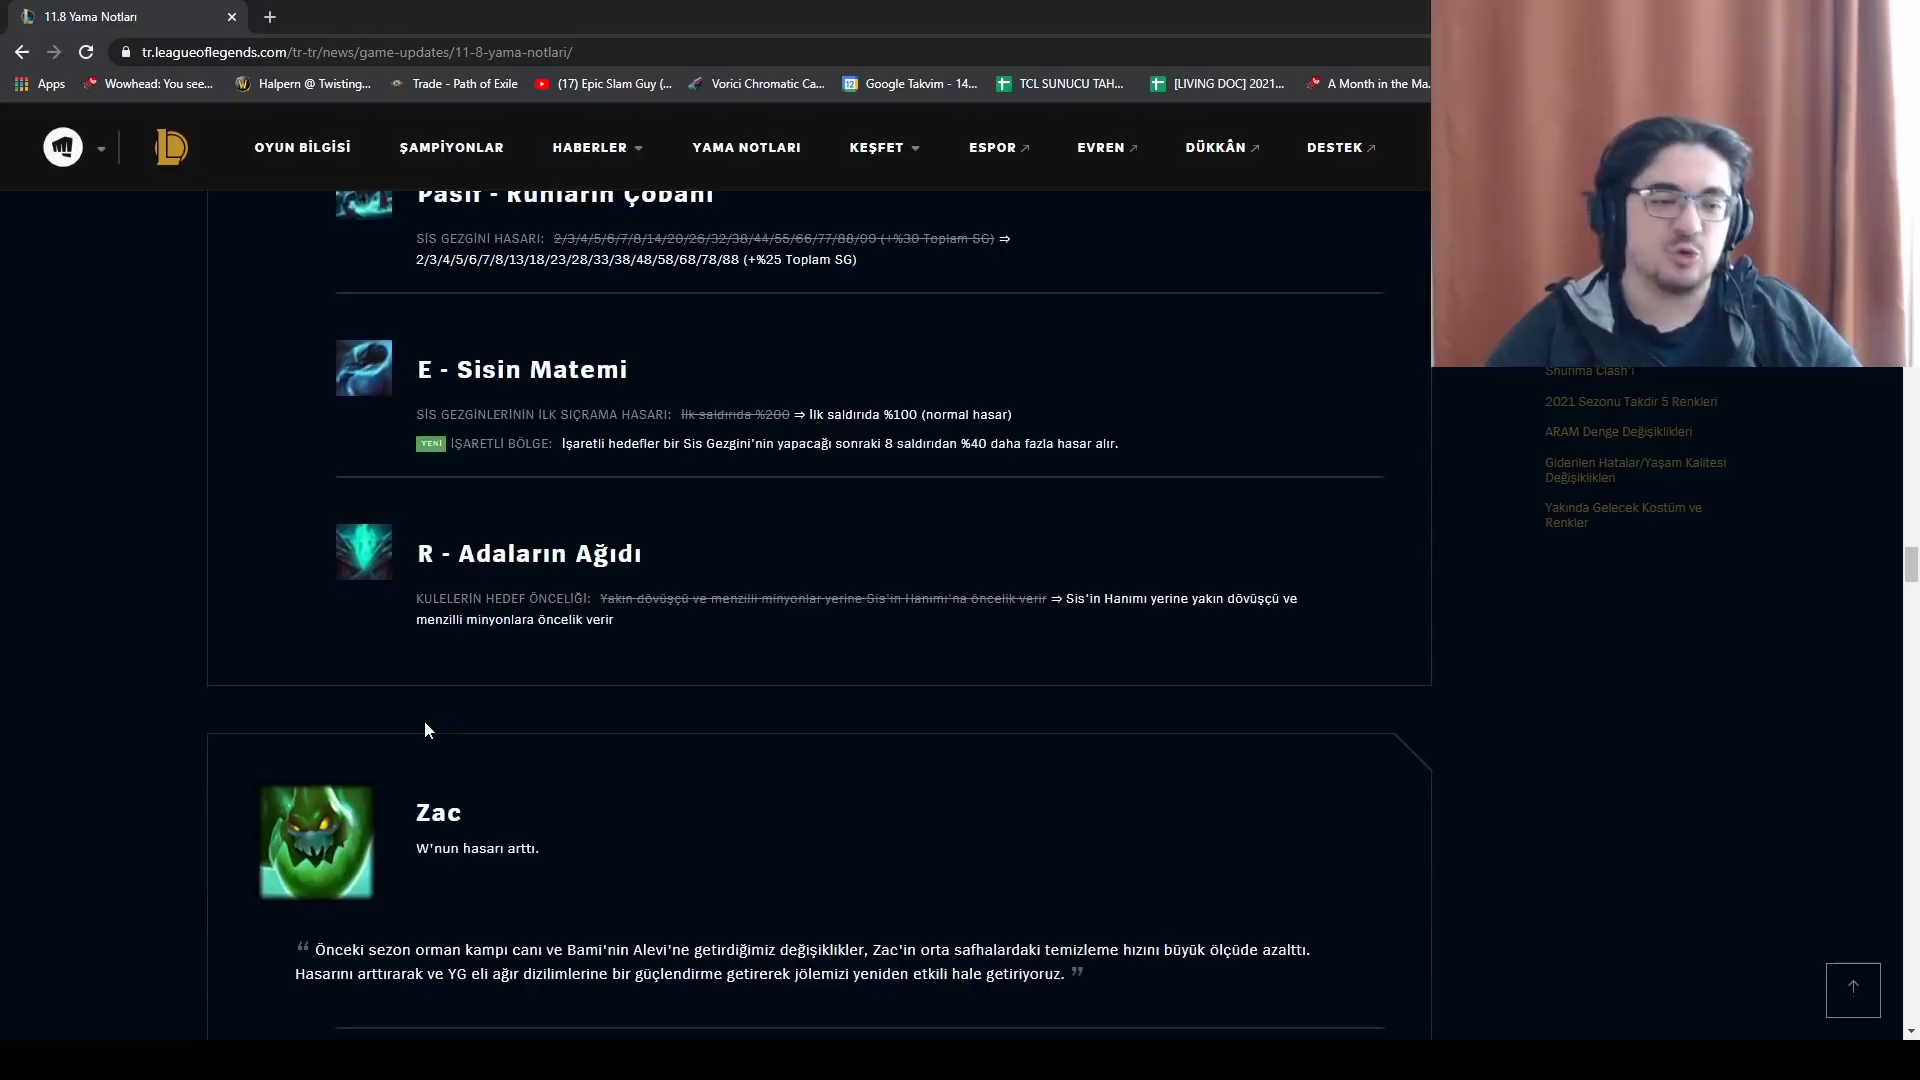 11.8 Yama Notları
tr.leagueoflegends.com/tr-tr/news/game-updates/11-8-yama-notlari/
Apps
Wowhead: You see...
Halpern @ Twisting...
Trade - Path of Exile
(17) Epic Slam Guy (...
Vorici Chromatic Ca...
Google Takvim - 14...
TCL SUNUCU TAH...
[LIVING DOC] 2021...
A Month in the Ma...
OYUN BİLGİSİ
ŞAMPİYONLAR
HABERLER
YAMA NOTLARI
KEŞFET
ESPOR
EVREN
DÜKKÂN
DESTEK
Pasif - Ruhların Çobanı
SİS GEZGİNİ HASARI: 2/3/4/5/6/7/8/14/20/26/32/38/44/55/66/77/88/99 (+%30 Toplam SG) ⇒
2/3/4/5/6/7/8/13/18/23/28/33/38/48/58/68/78/88 (+%25 Toplam SG)
E - Sisin Matemi
SİS GEZGİNLERİNİN İLK SIÇRAMA HASARI: İlk saldırıda %200 ⇒ İlk saldırıda %100 (normal hasar)
YENİ İŞARETLİ BÖLGE: İşaretli hedefler bir Sis Gezgini'nin yapacağı sonraki 8 saldırıdan %40 daha fazla hasar alır.
R - Adaların Ağıdı
KULELERİN HEDEF ÖNCELİĞİ: Yakın dövüşçü ve menzilli minyonlar yerine Sis'in Hanımı'na öncelik verir ⇒ Sis'in Hanımı yerine yakın dövüşçü ve
menzilli minyonlara öncelik verir
Zac
W'nun hasarı arttı.
“ Önceki sezon orman kampı canı ve Bami'nin Alevi'ne getirdiğimiz değişiklikler, Zac'in orta safhalardaki temizleme hızını büyük ölçüde azalttı.
Hasarını arttırarak ve YG eli ağır dizilimlerine bir güçlendirme getirerek jölemizi yeniden etkili hale getiriyoruz. ”
Shurima Clash'i
2021 Sezonu Takdir 5 Renkleri
ARAM Denge Değişiklikleri
Giderilen Hatalar/Yaşam Kalitesi
Değişiklikleri
Yakında Gelecek Kostüm ve
Renkler